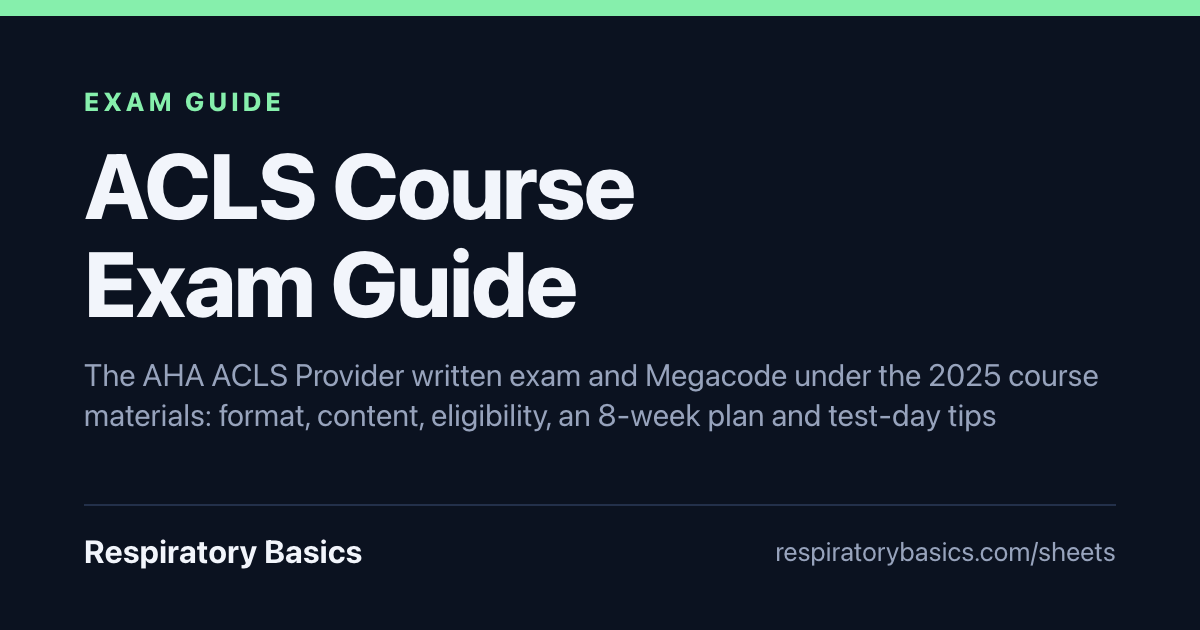 EXAM GUIDE
ACLS Course
Exam Guide
The AHA ACLS Provider written exam and Megacode under the 2025 course
materials: format, content, eligibility, an 8-week plan and test-day tips
Respiratory Basics
respiratorybasics.com/sheets